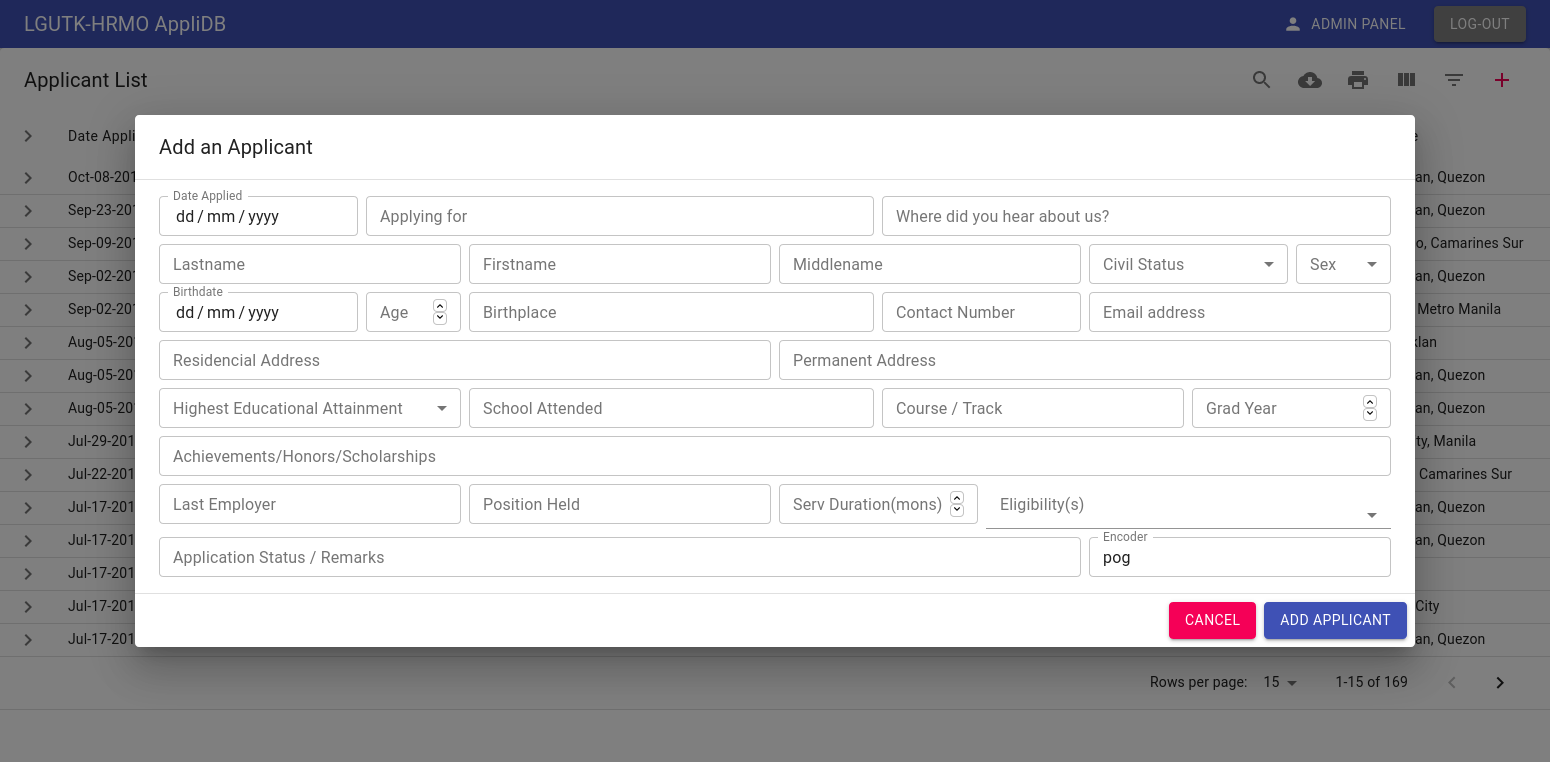 LGUTK-HRMO AppliDB ADMIN PANEL LOG-OUT
Applicant List
Date Appli
Add an Applicant
Oct-08-201 an, Quezon
Date Applied
dd / mm / yyyy Applying for Where did you hear about us?
Sep-23-201 an, Quezon
Sep-09-201 o, Camarines Sur
Lastname Firstname Middlename Civil Status Sex
Sep-02-201 an, Quezon
Birthdate
dd / mm / yyyy Age Birthplace Contact Number Email address
Sep-02-201 Metro Manila
Aug-05-20 klan
Residencial Address Permanent Address
Aug-05-20 an, Quezon
Aug-05-20 an, Quezon
Highest Educational Attainment School Attended Course / Track Grad Year
Jul-29-201 ty, Manila
Achievements/Honors/Scholarships
Jul-22-201 Camarines Sur
Jul-17-201 an, Quezon
Last Employer Position Held Serv Duration(mons) Eligibility(s)
Jul-17-201 an, Quezon
Encoder
Application Status / Remarks pog
Jul-17-201
Jul-17-201 City
CANCEL ADD APPLICANT
Jul-17-201 an, Quezon
Rows per page: 15 1-15 of 169